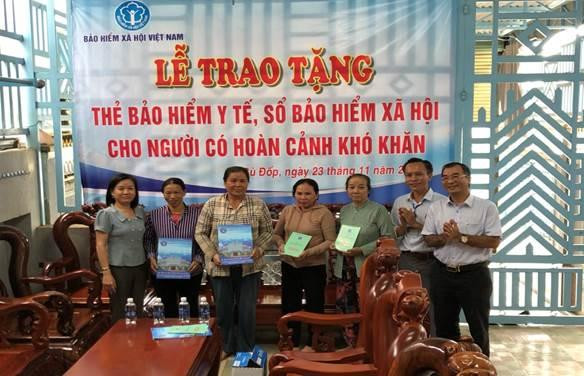 BẢO HIỂM XÃ HỘI VIỆT NAM
LỄ TRAO TẶNG
THẺ BẢO HIỂM Y TẾ, SỔ BẢO HIỂM XÃ HỘI
CHO NGƯỜI CÓ HOÀN CẢNH KHÓ KHĂN
Đốp, ngày 23 tháng 11 năm